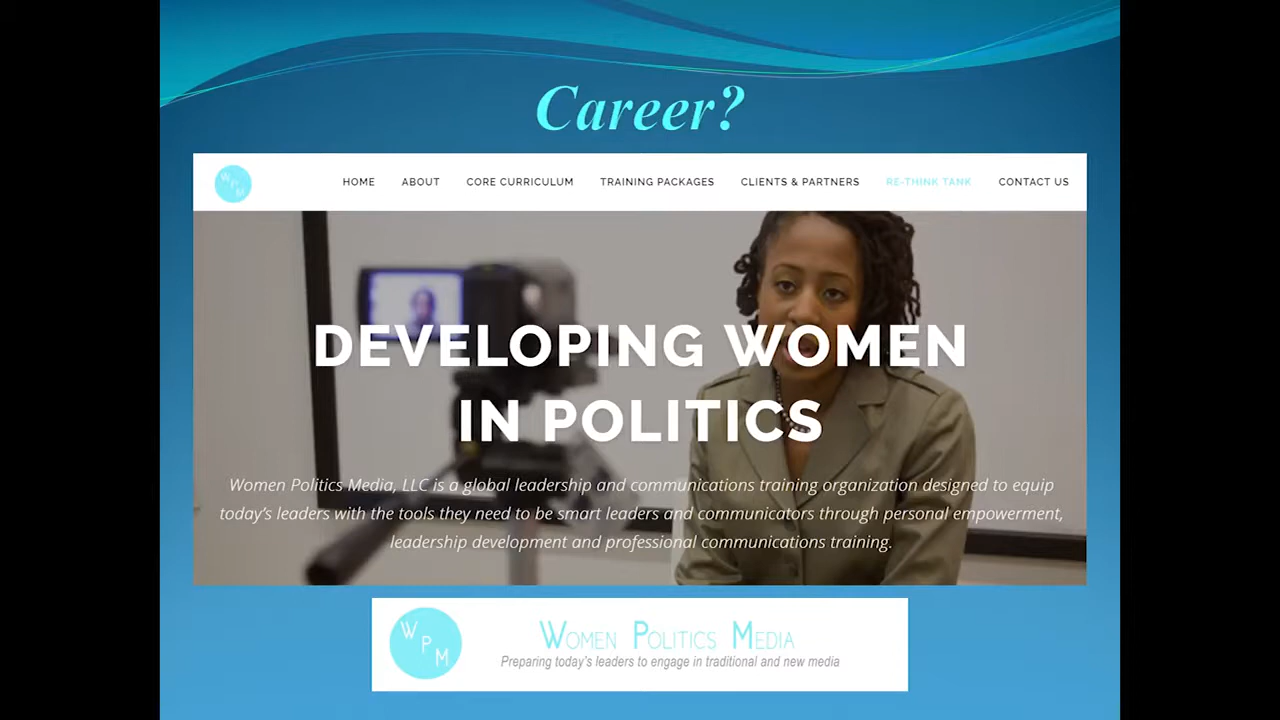 Career?
WPM
HOME ABOUT CORE CURRICULUM TRAINING PACKAGES CLIENTS & PARTNERS RE-THINK TANK CONTACT US
DEVELOPING WOMEN
IN POLITICS
Women Politics Media, LLC is a global leadership and communications training organization designed to equip
today's leaders with the tools they need to be smart leaders and communicators through personal empowerment,
leadership development and professional communications training.
WPM
Women Politics Media
Preparing today's leaders to engage in traditional and new media